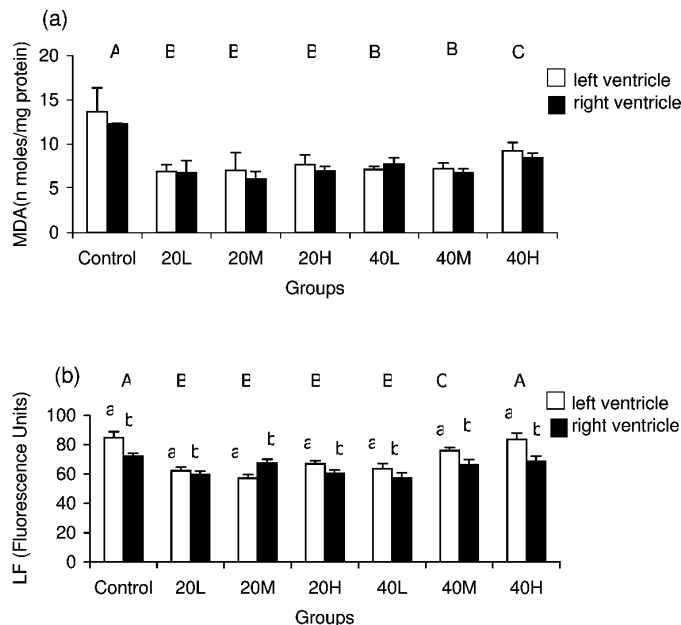 (a)
A B B B B B C
20
15
10
5
0
MDA(n moles/mg protein)
left ventricle
right ventricle
Control 20L 20M 20H 40L 40M 40H
Groups
(b)
A B B B B C A
a b a b a b a b a b a b a b
100
80
60
40
20
0
LF (Fluorescence Units)
left ventricle
right ventricle
Control 20L 20M 20H 40L 40M 40H
Groups